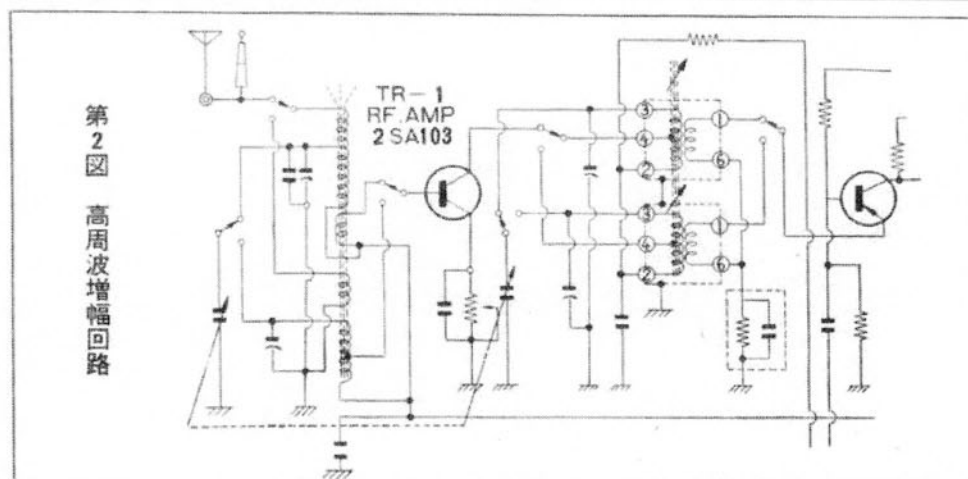 第2図 高周波増幅回路
TR-1
RF.AMP
2SA103
③
④
②
①
⑥
③
④
②
①
⑥